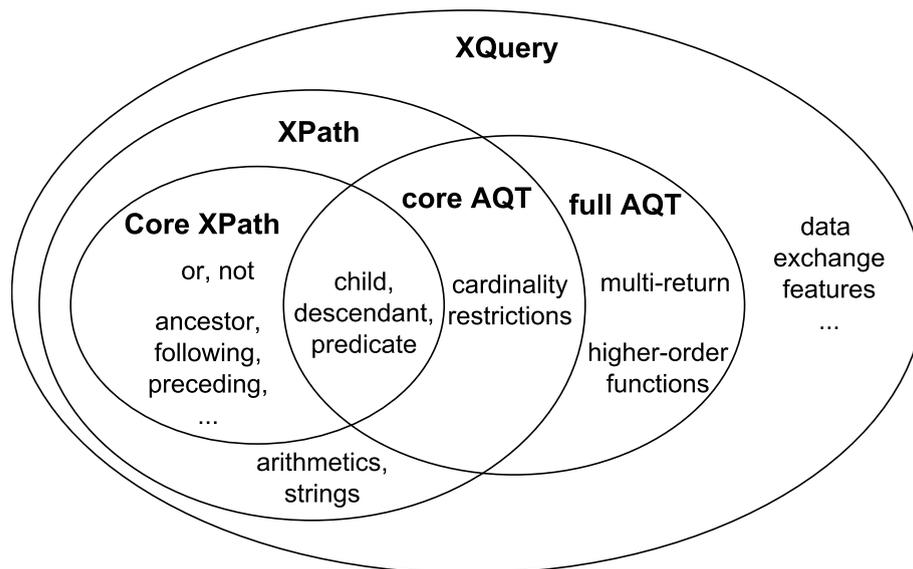 XQuery
XPath
core AQT
full AQT
Core XPath
or, not
ancestor,
following,
preceding,
...
child,
descendant,
predicate
cardinality
restrictions
multi-return
higher-order
functions
data
exchange
features
...
arithmetics,
strings